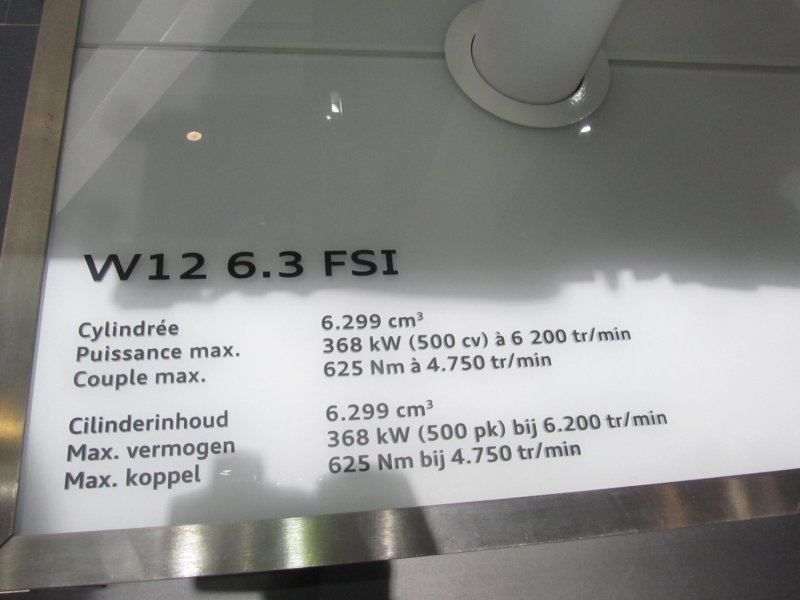 W12 6.3 FSI
Cylindrée 6.299 cm³
Puissance max. 368 kW (500 cv) à 6 200 tr/min
Couple max. 625 Nm à 4.750 tr/min
Cilinderinhoud 6.299 cm³
Max. vermogen 368 kW (500 pk) bij 6.200 tr/min
Max. koppel 625 Nm bij 4.750 tr/min